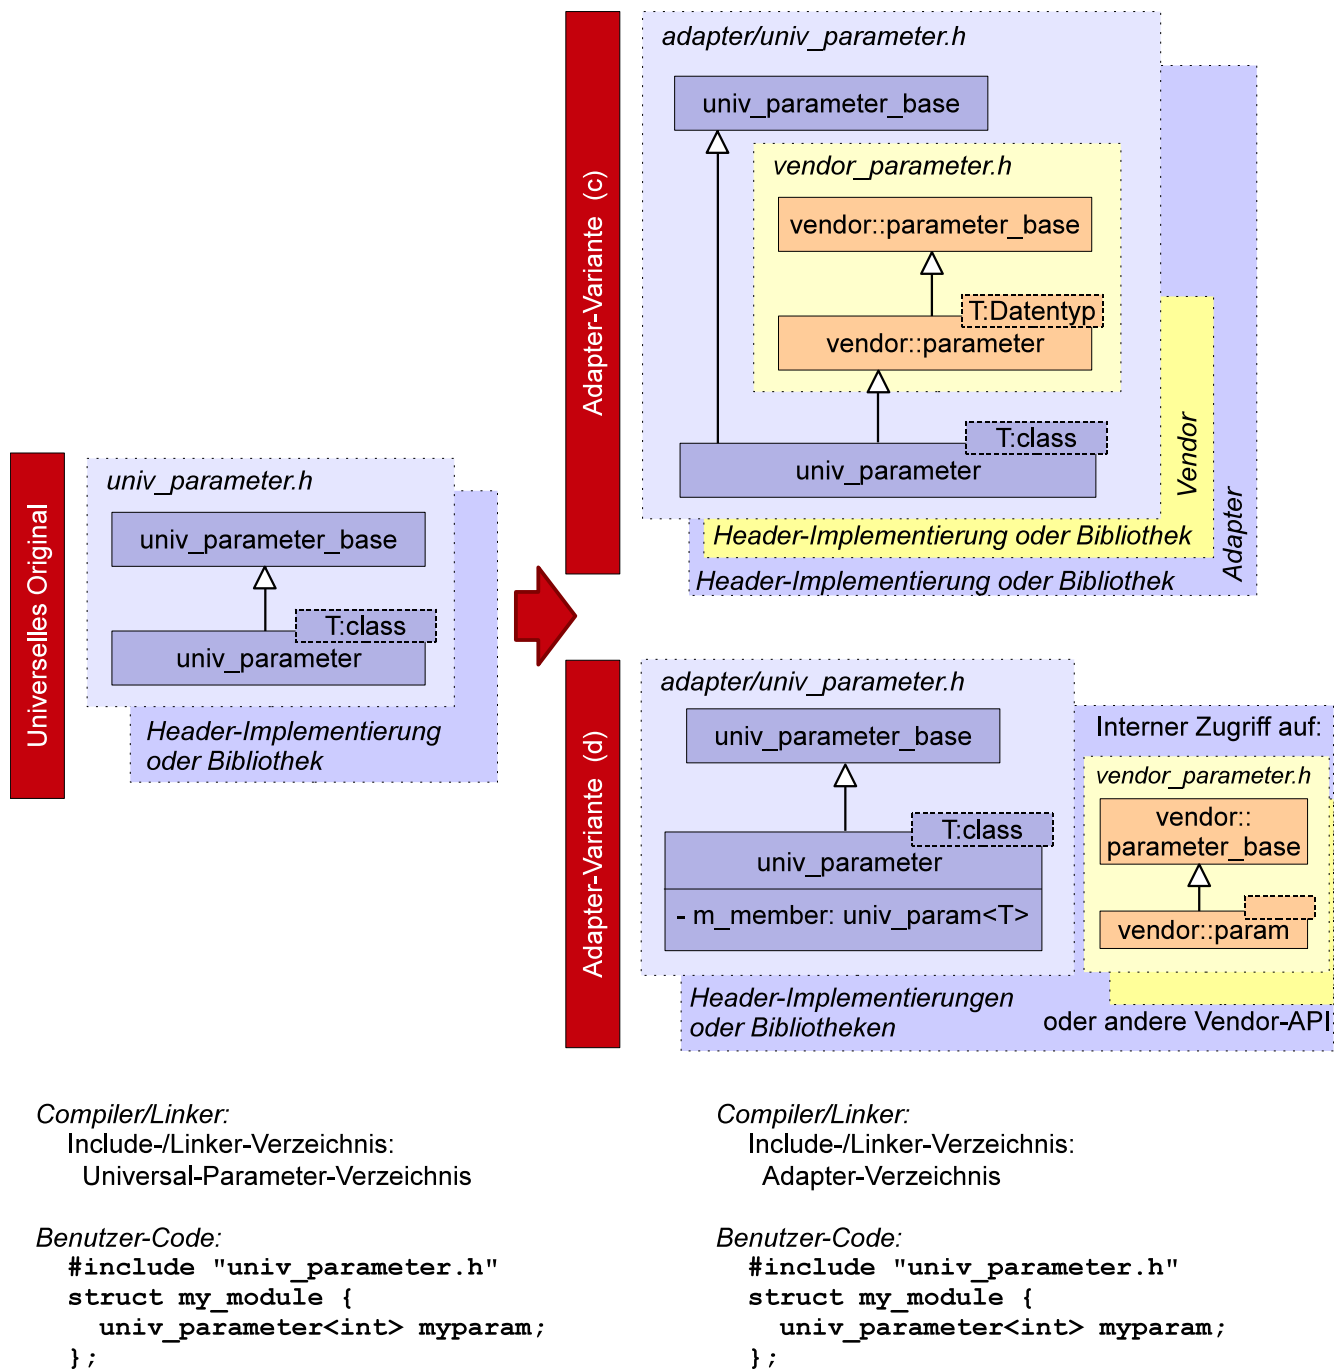 Universelles Original
univ_parameter.h
univ_parameter_base
T:class
univ_parameter
Header-Implementierung
oder Bibliothek
Adapter-Variante (c)
adapter/univ_parameter.h
univ_parameter_base
vendor_parameter.h
vendor::parameter_base
T:Datentyp
vendor::parameter
T:class
univ_parameter
Vendor
Header-Implementierung oder Bibliothek
Adapter
Header-Implementierung oder Bibliothek
Adapter-Variante (d)
adapter/univ_parameter.h
univ_parameter_base
T:class
univ_parameter
- m_member: univ_param<T>
Header-Implementierungen
oder Bibliotheken
Interner Zugriff auf:
vendor_parameter.h
vendor::
parameter_base
vendor::param
oder andere Vendor-API
Compiler/Linker:
Include-/Linker-Verzeichnis:
Universal-Parameter-Verzeichnis
Benutzer-Code:
#include "univ_parameter.h"
struct my_module {
univ_parameter<int> myparam;
};
Compiler/Linker:
Include-/Linker-Verzeichnis:
Adapter-Verzeichnis
Benutzer-Code:
#include "univ_parameter.h"
struct my_module {
univ_parameter<int> myparam;
};